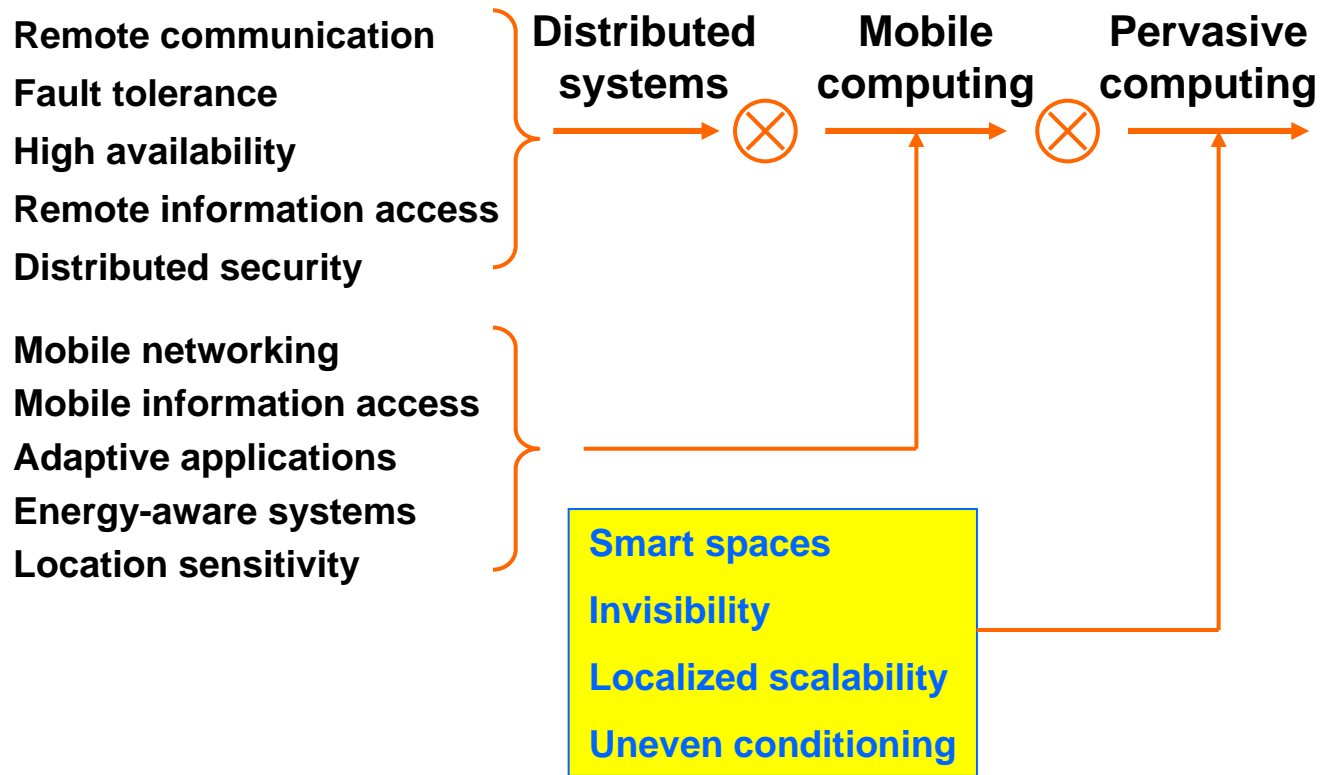 Remote communication
Fault tolerance
High availability
Remote information access
Distributed security
Distributed
systems
Mobile
computing
Pervasive
computing
Mobile networking
Mobile information access
Adaptive applications
Energy-aware systems
Location sensitivity
Smart spaces
Invisibility
Localized scalability
Uneven conditioning